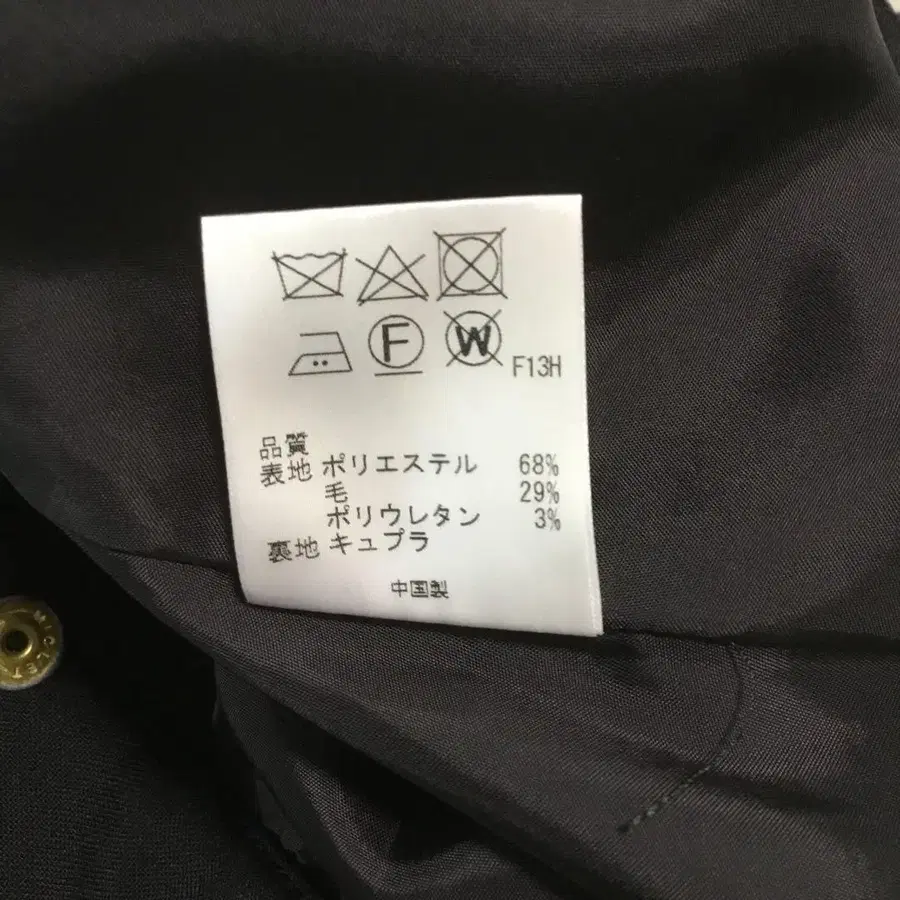 F
W
F13H
品質
表地 ポリエステル 68%
毛 29%
ポリウレタン 3%
裏地 キュプラ
中国製